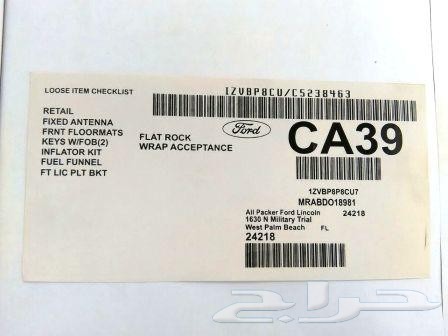 LOOSE ITEM CHECKLIST
1ZVBP8CU/C5238463
RETAIL
FIXED ANTENNA
FRNT FLOORMATS
KEYS W/FOB(2)
INFLATOR KIT
FUEL FUNNEL
FT LIC PLT BKT
FLAT ROCK
WRAP ACCEPTANCE
Ford
CA39
1ZVBP8P8CU7
MRABDO18981
All Packer Ford Lincoln 24218
1630 N Military Trial
West Palm Beach FL
24218
حراج